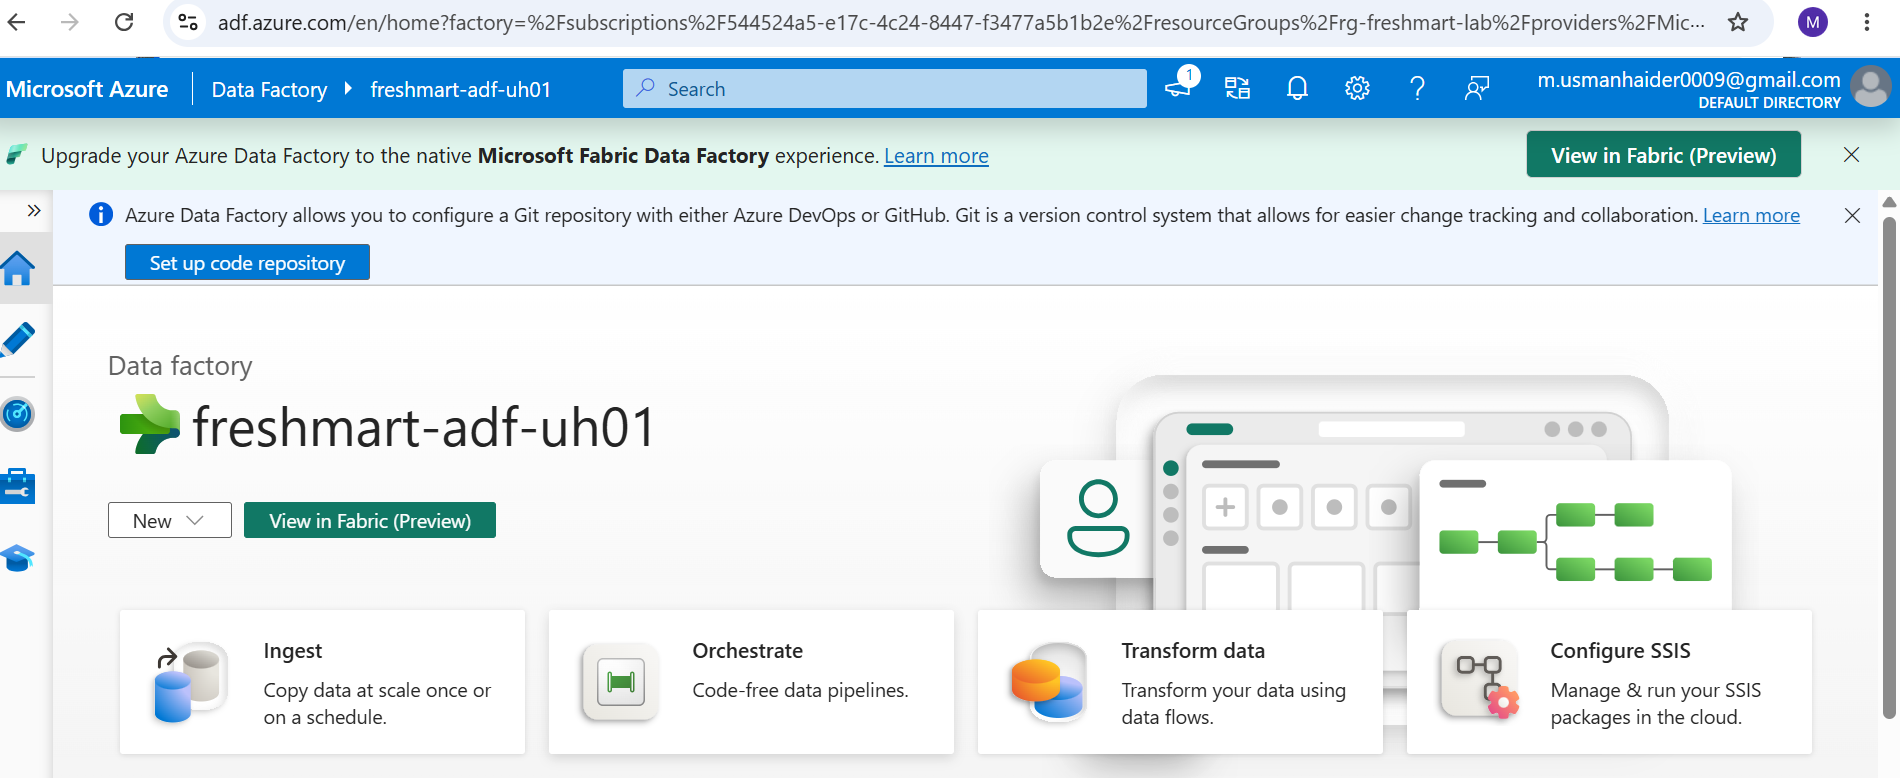 adf.azure.com/en/home?factory=%2Fsubscriptions%2F544524a5-e17c-4c24-8447-f3477a5b1b2e%2FresourceGroups%2Frg-freshmart-lab%2Fproviders%2FMic...
M
Microsoft Azure
Data Factory
freshmart-adf-uh01
Search
1
m.usmanhaider0009@gmail.com
DEFAULT DIRECTORY
Upgrade your Azure Data Factory to the native Microsoft Fabric Data Factory experience. Learn more
View in Fabric (Preview)
Azure Data Factory allows you to configure a Git repository with either Azure DevOps or GitHub. Git is a version control system that allows for easier change tracking and collaboration. Learn more
Set up code repository
Data factory
freshmart-adf-uh01
New
View in Fabric (Preview)
Ingest
Copy data at scale once or
on a schedule.
Orchestrate
Code-free data pipelines.
Transform data
Transform your data using
data flows.
Configure SSIS
Manage & run your SSIS
packages in the cloud.